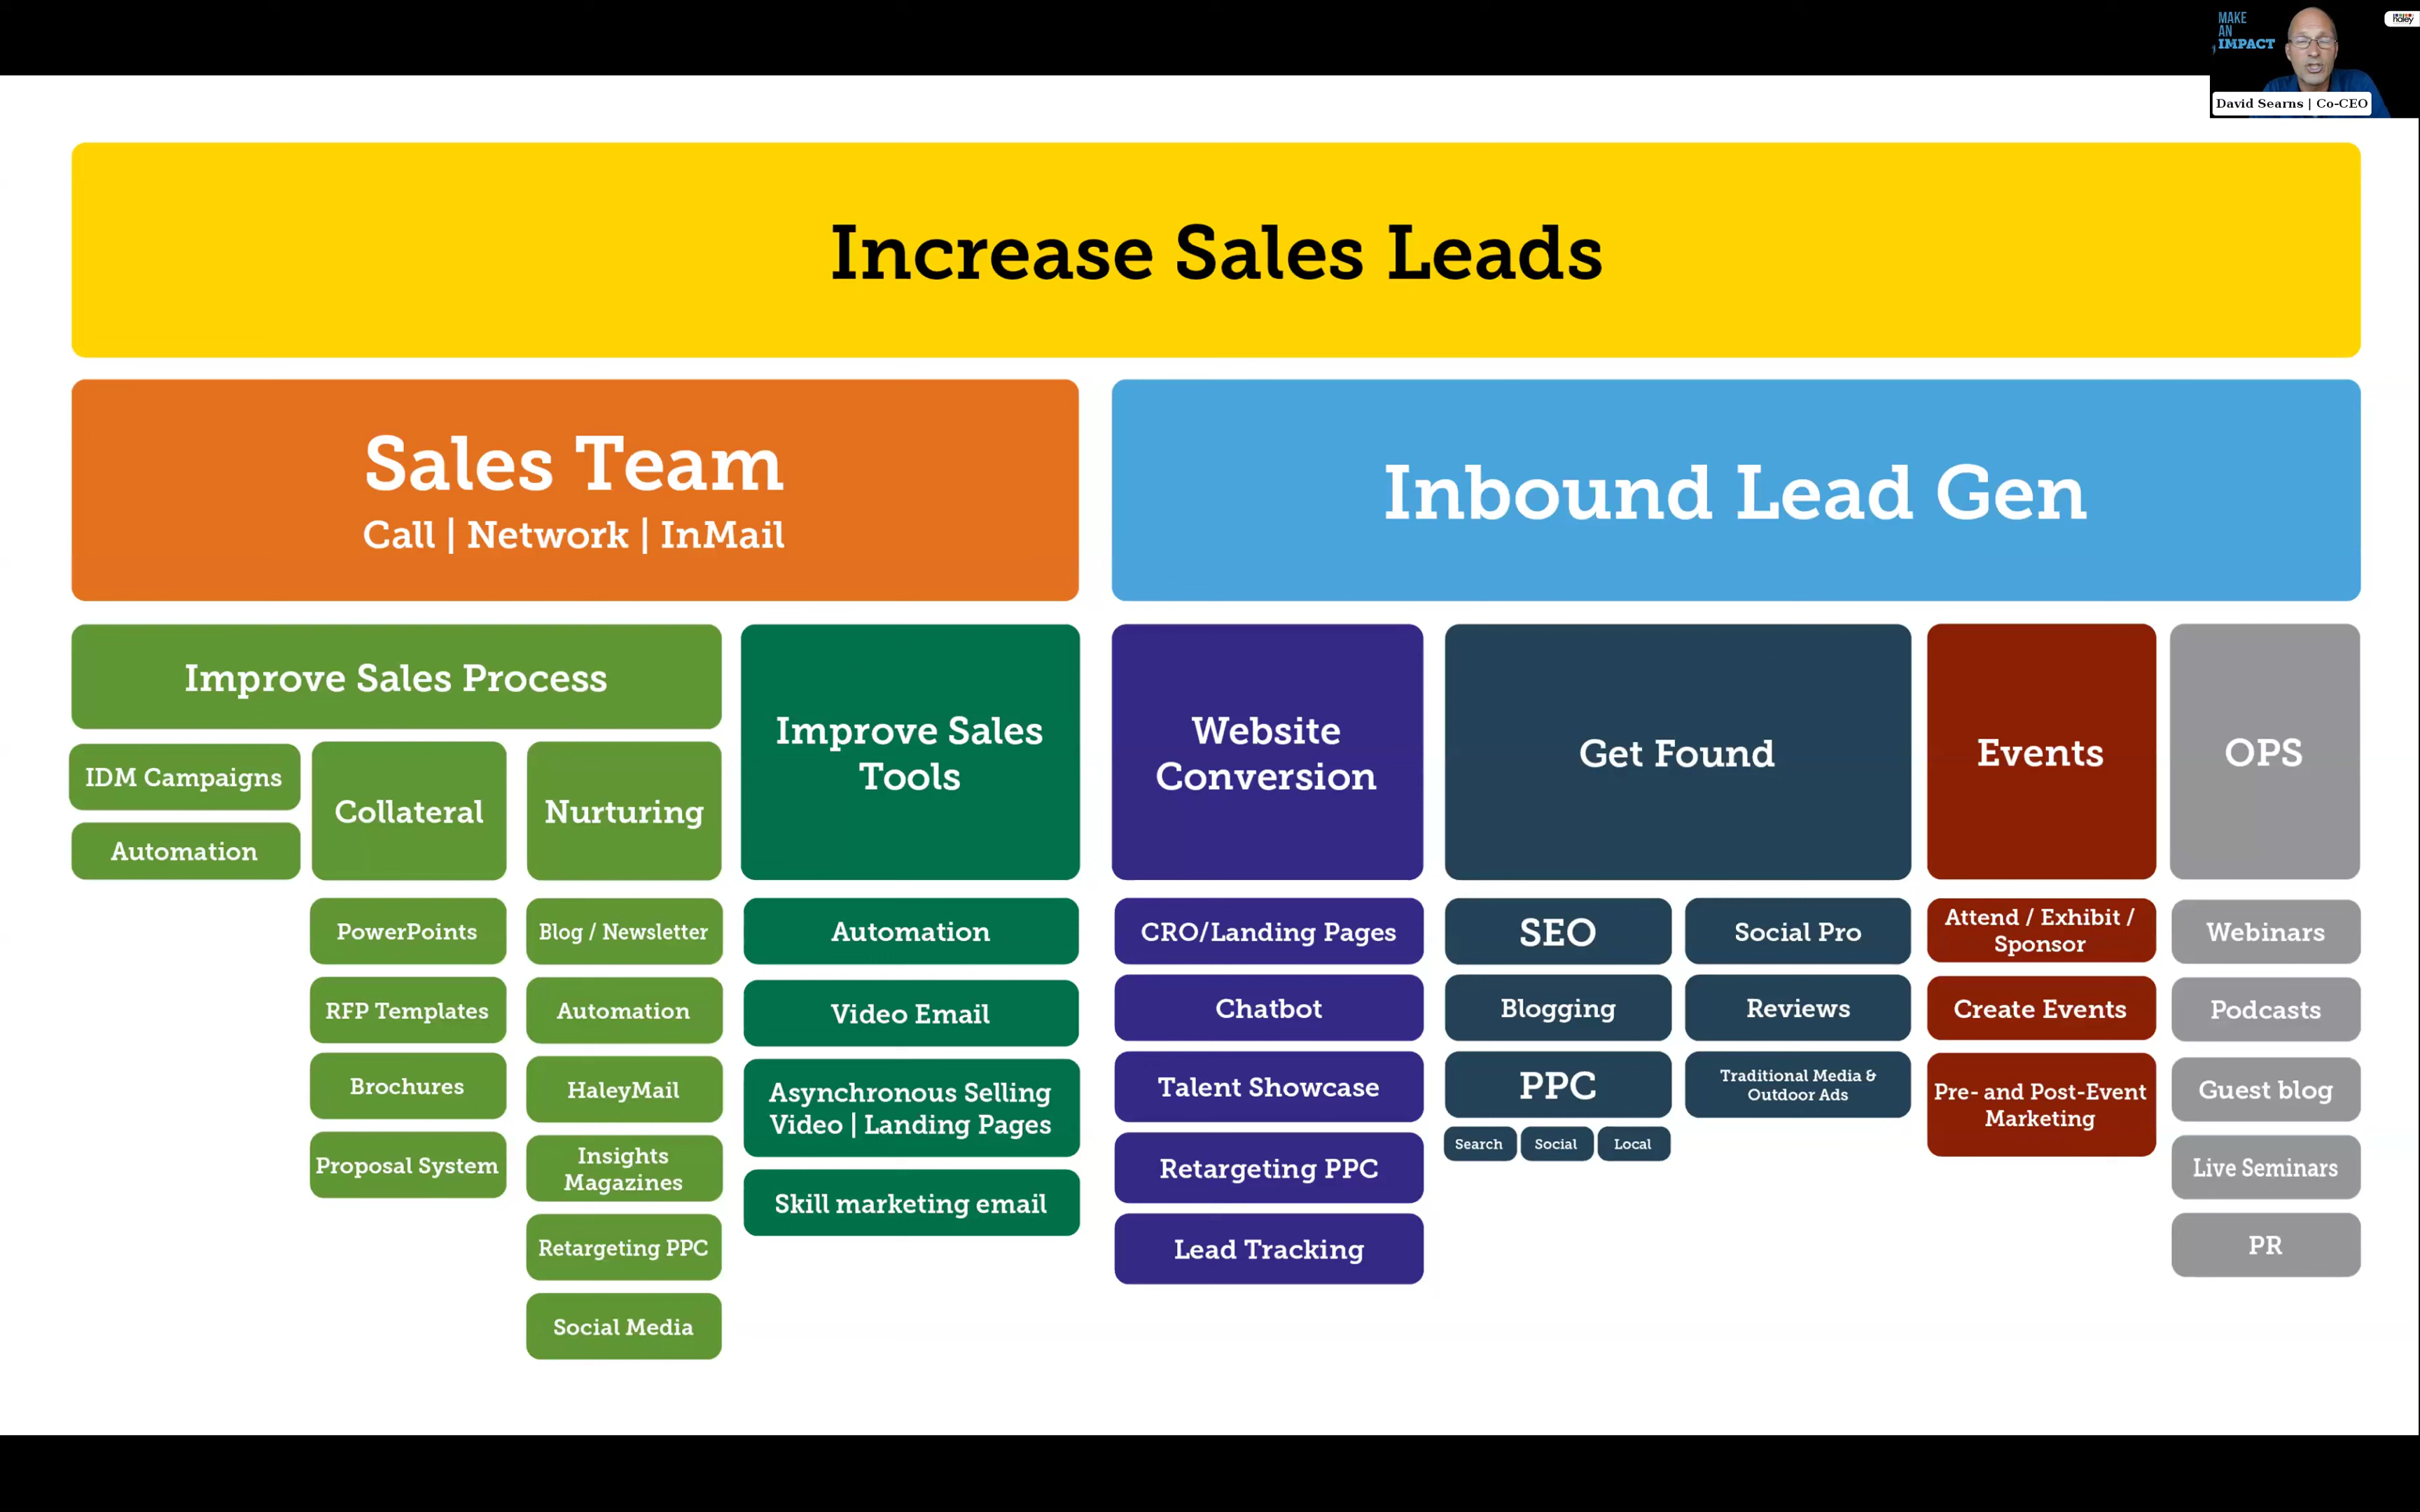 MAKE
AN
IMPACT
haley
David Searns | Co-CEO
Increase Sales Leads
Sales Team
Call | Network | InMail
Inbound Lead Gen
Improve Sales Process
IDM Campaigns
Automation
Collateral
PowerPoints
RFP Templates
Brochures
Proposal System
Nurturing
Blog / Newsletter
Automation
HaleyMail
Insights
Magazines
Retargeting PPC
Social Media
Improve Sales
Tools
Automation
Video Email
Asynchronous Selling
Video | Landing Pages
Skill marketing email
Website
Conversion
CRO/Landing Pages
Chatbot
Talent Showcase
Retargeting PPC
Lead Tracking
Get Found
SEO
Blogging
PPC
Search
Social
Local
Social Pro
Reviews
Traditional Media &
Outdoor Ads
Events
Attend / Exhibit /
Sponsor
Create Events
Pre- and Post-Event
Marketing
OPS
Webinars
Podcasts
Guest blog
Live Seminars
PR